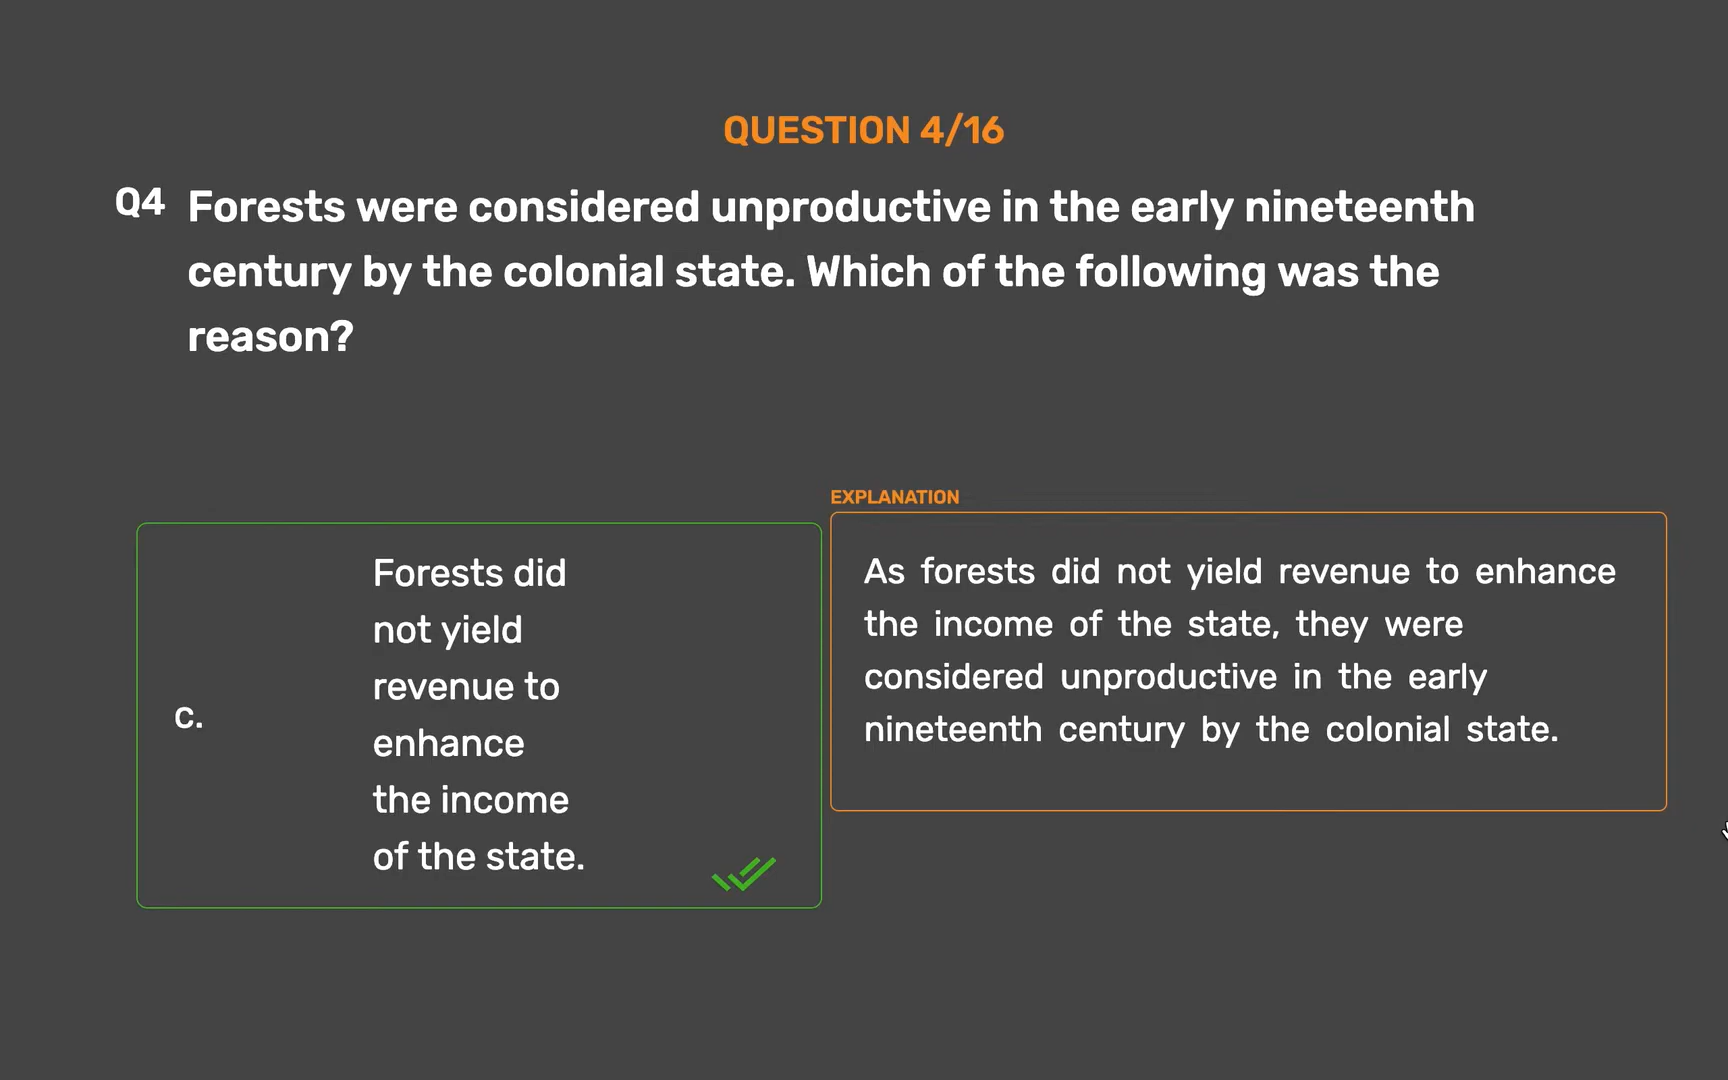 QUESTION 4/16
Q4 Forests were considered unproductive in the early nineteenth
century by the colonial state. Which of the following was the
reason?
c.
Forests did
not yield
revenue to
enhance
the income
of the state.
EXPLANATION
As forests did not yield revenue to enhance
the income of the state, they were
considered unproductive in the early
nineteenth century by the colonial state.